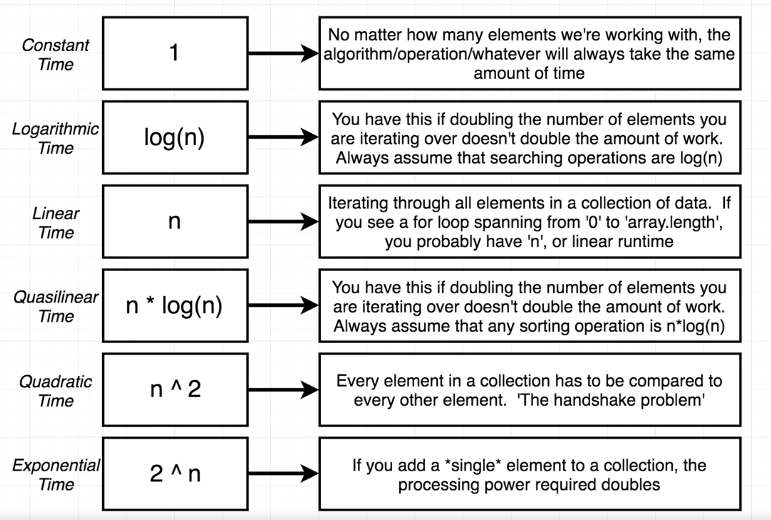 Constant
Time
1
No matter how many elements we're working with, the
algorithm/operation/whatever will always take the same
amount of time
Logarithmic
Time
log(n)
You have this if doubling the number of elements you
are iterating over doesn't double the amount of work.
Always assume that searching operations are log(n)
Linear
Time
n
Iterating through all elements in a collection of data.  If
you see a for loop spanning from '0' to 'array.length',
you probably have 'n', or linear runtime
Quasilinear
Time
n * log(n)
You have this if doubling the number of elements you
are iterating over doesn't double the amount of work.
Always assume that any sorting operation is n*log(n)
Quadratic
Time
n ^ 2
Every element in a collection has to be compared to
every other element.  'The handshake problem'
Exponential
Time
2 ^ n
If you add a *single* element to a collection, the
processing power required doubles